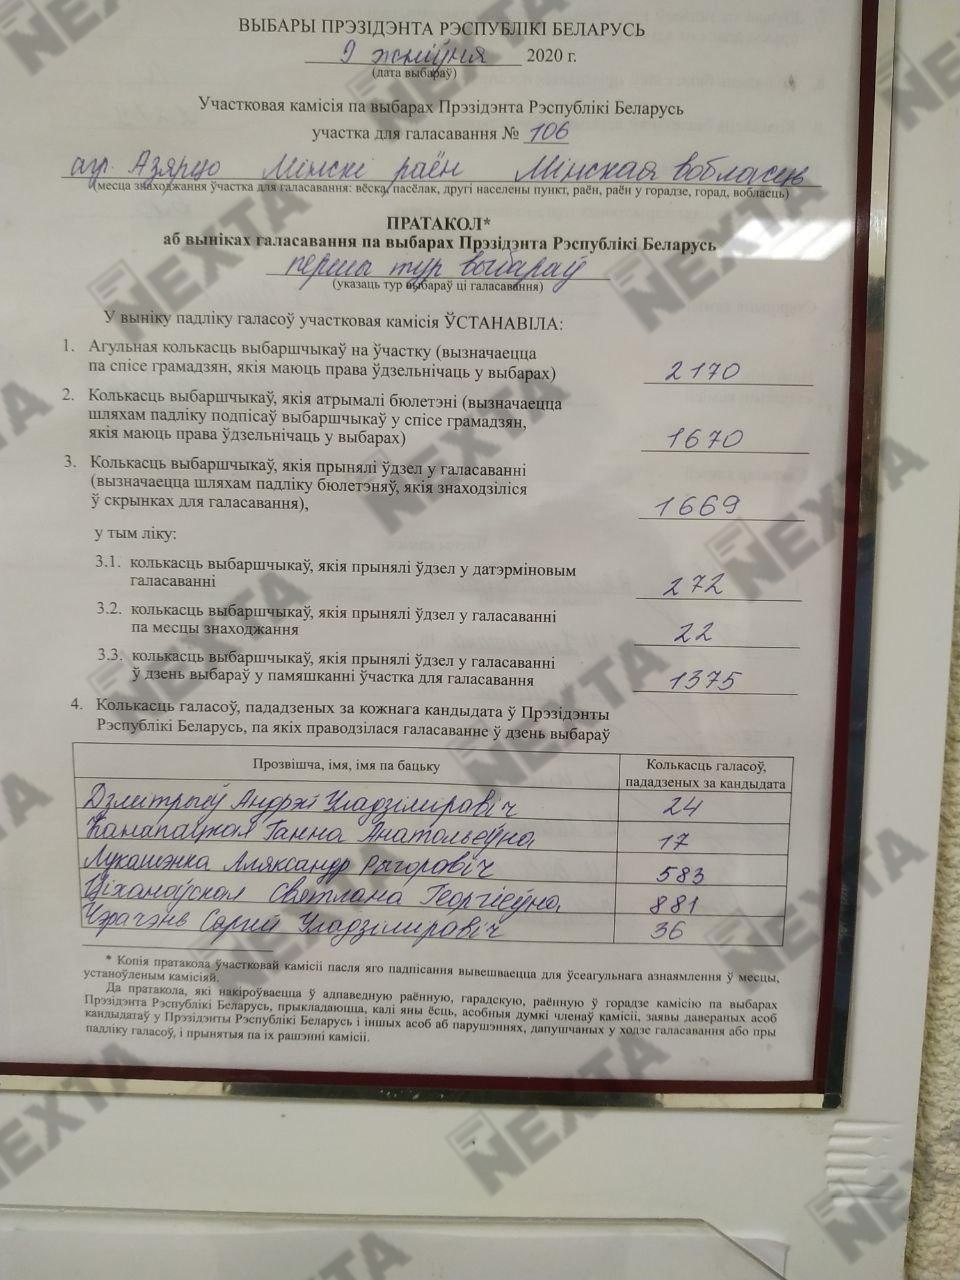 ВЫБАРЫ ПРЭЗІДЭНТА РЭСПУБЛІКІ БЕЛАРУСЬ
9 жніўня 2020 г.
(дата выбараў)
Участковая камісія па выбарах Прэзідэнта Рэспублікі Беларусь
участка для галасавання № 106
аг. Азярцо Мінскі раён Мінская вобласць
(месца знаходжання ўчастка для галасавання: вёска, пасёлак, другі населены пункт, раён, раён у горадзе, горад, вобласць)
ПРАТАКОЛ*
аб выніках галасавання па выбарах Прэзідэнта Рэспублікі Беларусь
першы тур выбараў
(указаць тур выбараў ці галасавання)
У выніку падліку галасоў участковая камісія ЎСТАНАВІЛА:
1. Агульная колькасць выбаршчыкаў на ўчастку (вызначаецца
па спісе грамадзян, якія маюць права ўдзельнічаць у выбарах) 2170
2. Колькасць выбаршчыкаў, якія атрымалі бюлетэні (вызначаецца
шляхам падліку подпісаў выбаршчыкаў у спісе грамадзян,
якія маюць права ўдзельнічаць у выбарах) 1670
3. Колькасць выбаршчыкаў, якія прынялі ўдзел у галасаванні
(вызначаецца шляхам падліку бюлетэняў, якія знаходзіліся
ў скрынках для галасавання), 1669
у тым ліку:
3.1. колькасць выбаршчыкаў, якія прынялі ўдзел у датэрміновым
галасаванні 272
3.2. колькасць выбаршчыкаў, якія прынялі ўдзел у галасаванні
па месцы знаходжання 22
3.3. колькасць выбаршчыкаў, якія прынялі ўдзел у галасаванні
ў дзень выбараў у памяшканні ўчастка для галасавання 1375
4. Колькасць галасоў, пададзеных за кожнага кандыдата ў Прэзідэнты
Рэспублікі Беларусь, па якіх праводзілася галасаванне ў дзень выбараў
Прозвішча, імя, імя па бацьку Колькасць галасоў,
пададзеных за кандыдата
Дзмітрыеў Андрэй Уладзіміравіч 24
Канапацкая Ганна Анатольеўна 17
Лукашэнка Аляксандр Рыгоравіч 583
Ціханоўская Святлана Георгіеўна 881
Чэрачэнь Сяргей Уладзіміравіч 36
* Копія пратакола ўчастковай камісіі пасля яго падпісання вывешваецца для ўсеагульнага азнаямлення ў месцы,
устаноўленым камісіяй.
Да пратакола, які накіроўваецца ў адпаведную раённую, гарадскую, раённую ў горадзе камісію па выбарах
Прэзідэнта Рэспублікі Беларусь, прыкладаюцца, калі яны ёсць, асобныя думкі членаў камісіі, заявы давераных асоб
кандыдатаў у Прэзідэнты Рэспублікі Беларусь і іншых асоб аб парушэннях, дапушчаных у ходзе галасавання або пры
падліку галасоў, і прынятыя па іх рашэнні камісіі.
NEXTA